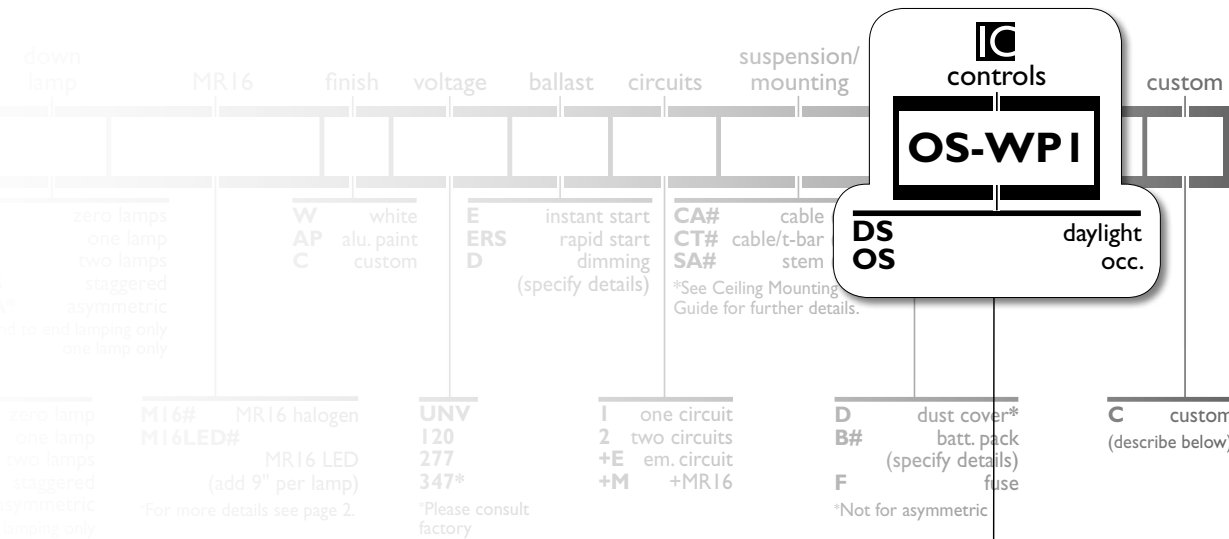 down
lamp
MR16
finish
voltage
ballast
circuits
suspension/
mounting
IC
controls
custom
OS-WP1
zero lamps
one lamp
two lamps
staggered
asymmetric
end to end lamping only
one lamp only
W white
AP alu. paint
C custom
E instant start
ERS rapid start
D dimming
(specify details)
CA# cable
CT# cable/t-bar
SA# stem
*See Ceiling Mounting
Guide for further details.
DS daylight
OS occ.
zero lamp
one lamp
two lamps
staggered
asymmetric
lamping only
M16# MR16 halogen
M16LED#
MR16 LED
(add 9" per lamp)
*For more details see page 2.
UNV
120
277
347*
*Please consult
factory
1 one circuit
2 two circuits
+E em. circuit
+M +MR16
D dust cover*
B# batt. pack
(specify details)
F fuse
*Not for asymmetric
C custom
(describe below)